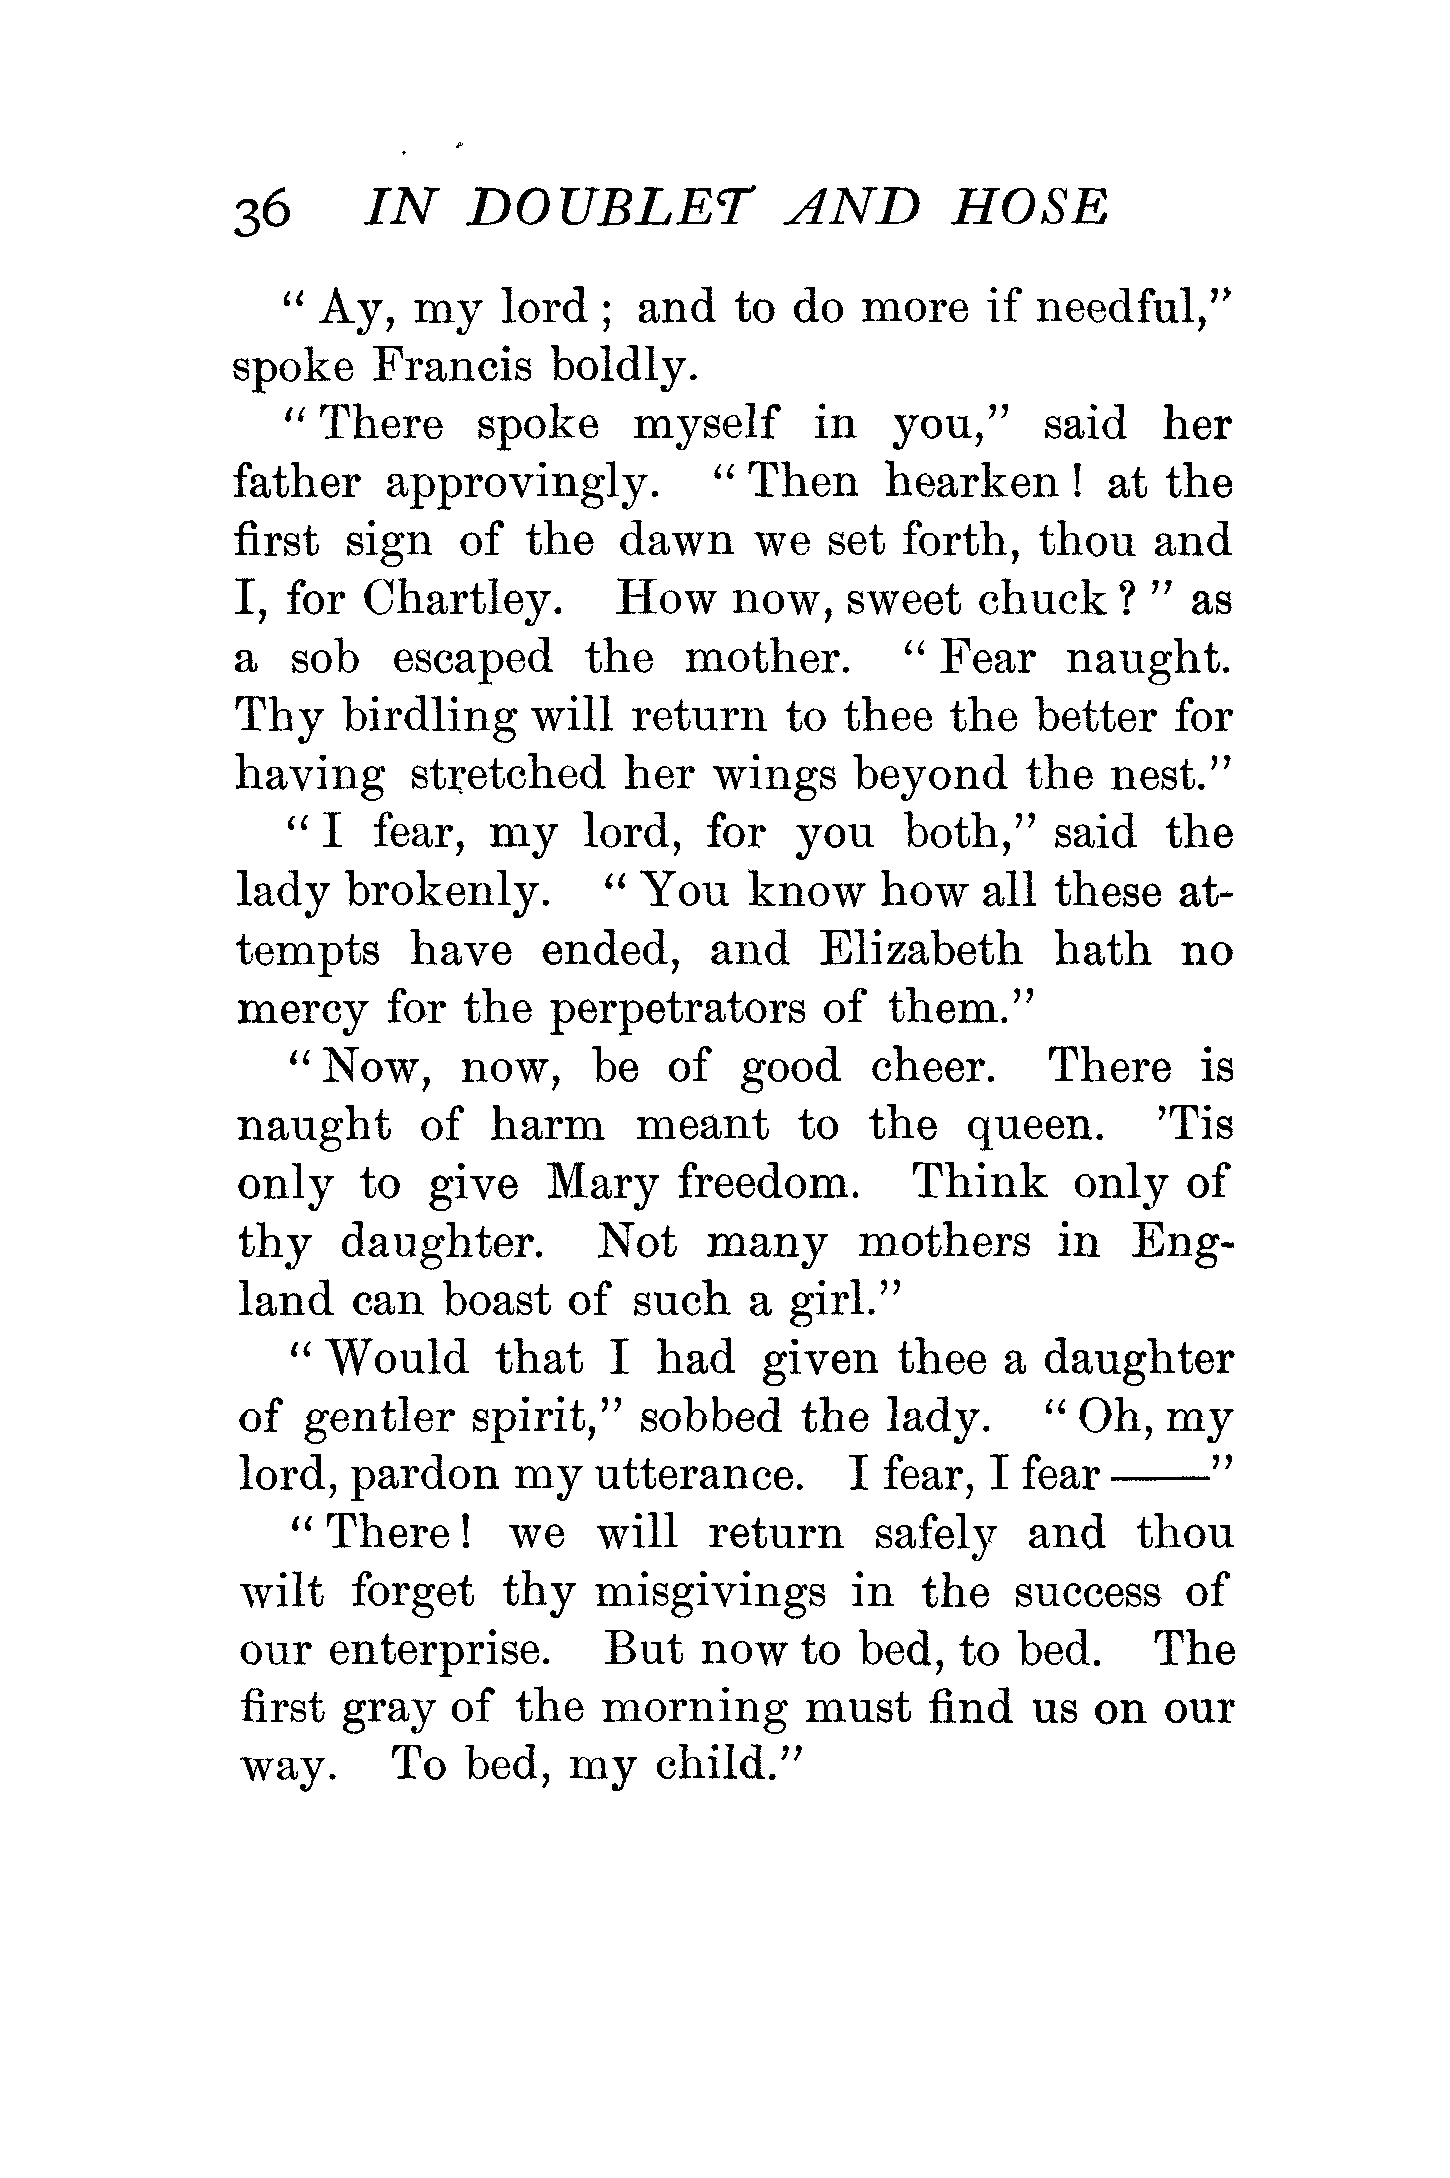 36 IN DOUBLET AND HOSE
“Ay, my lord; and to do more if needful,”
spoke Francis boldly.
“There spoke myself in you,” said her
father approvingly. “Then hearken! at the
first sign of the dawn we set forth, thou and
I, for Chartley. How now, sweet chuck?” as
a sob escaped the mother. “Fear naught.
Thy birdling will return to thee the better for
having stretched her wings beyond the nest.”
“I fear, my lord, for you both,” said the
lady brokenly. “You know how all these at-
tempts have ended, and Elizabeth hath no
mercy for the perpetrators of them.”
“Now, now, be of good cheer. There is
naught of harm meant to the queen. ’Tis
only to give Mary freedom. Think only of
thy daughter. Not many mothers in Eng-
land can boast of such a girl.”
“Would that I had given thee a daughter
of gentler spirit,” sobbed the lady. “Oh, my
lord, pardon my utterance. I fear, I fear——”
“There! we will return safely and thou
wilt forget thy misgivings in the success of
our enterprise. But now to bed, to bed. The
first gray of the morning must find us on our
way. To bed, my child.”